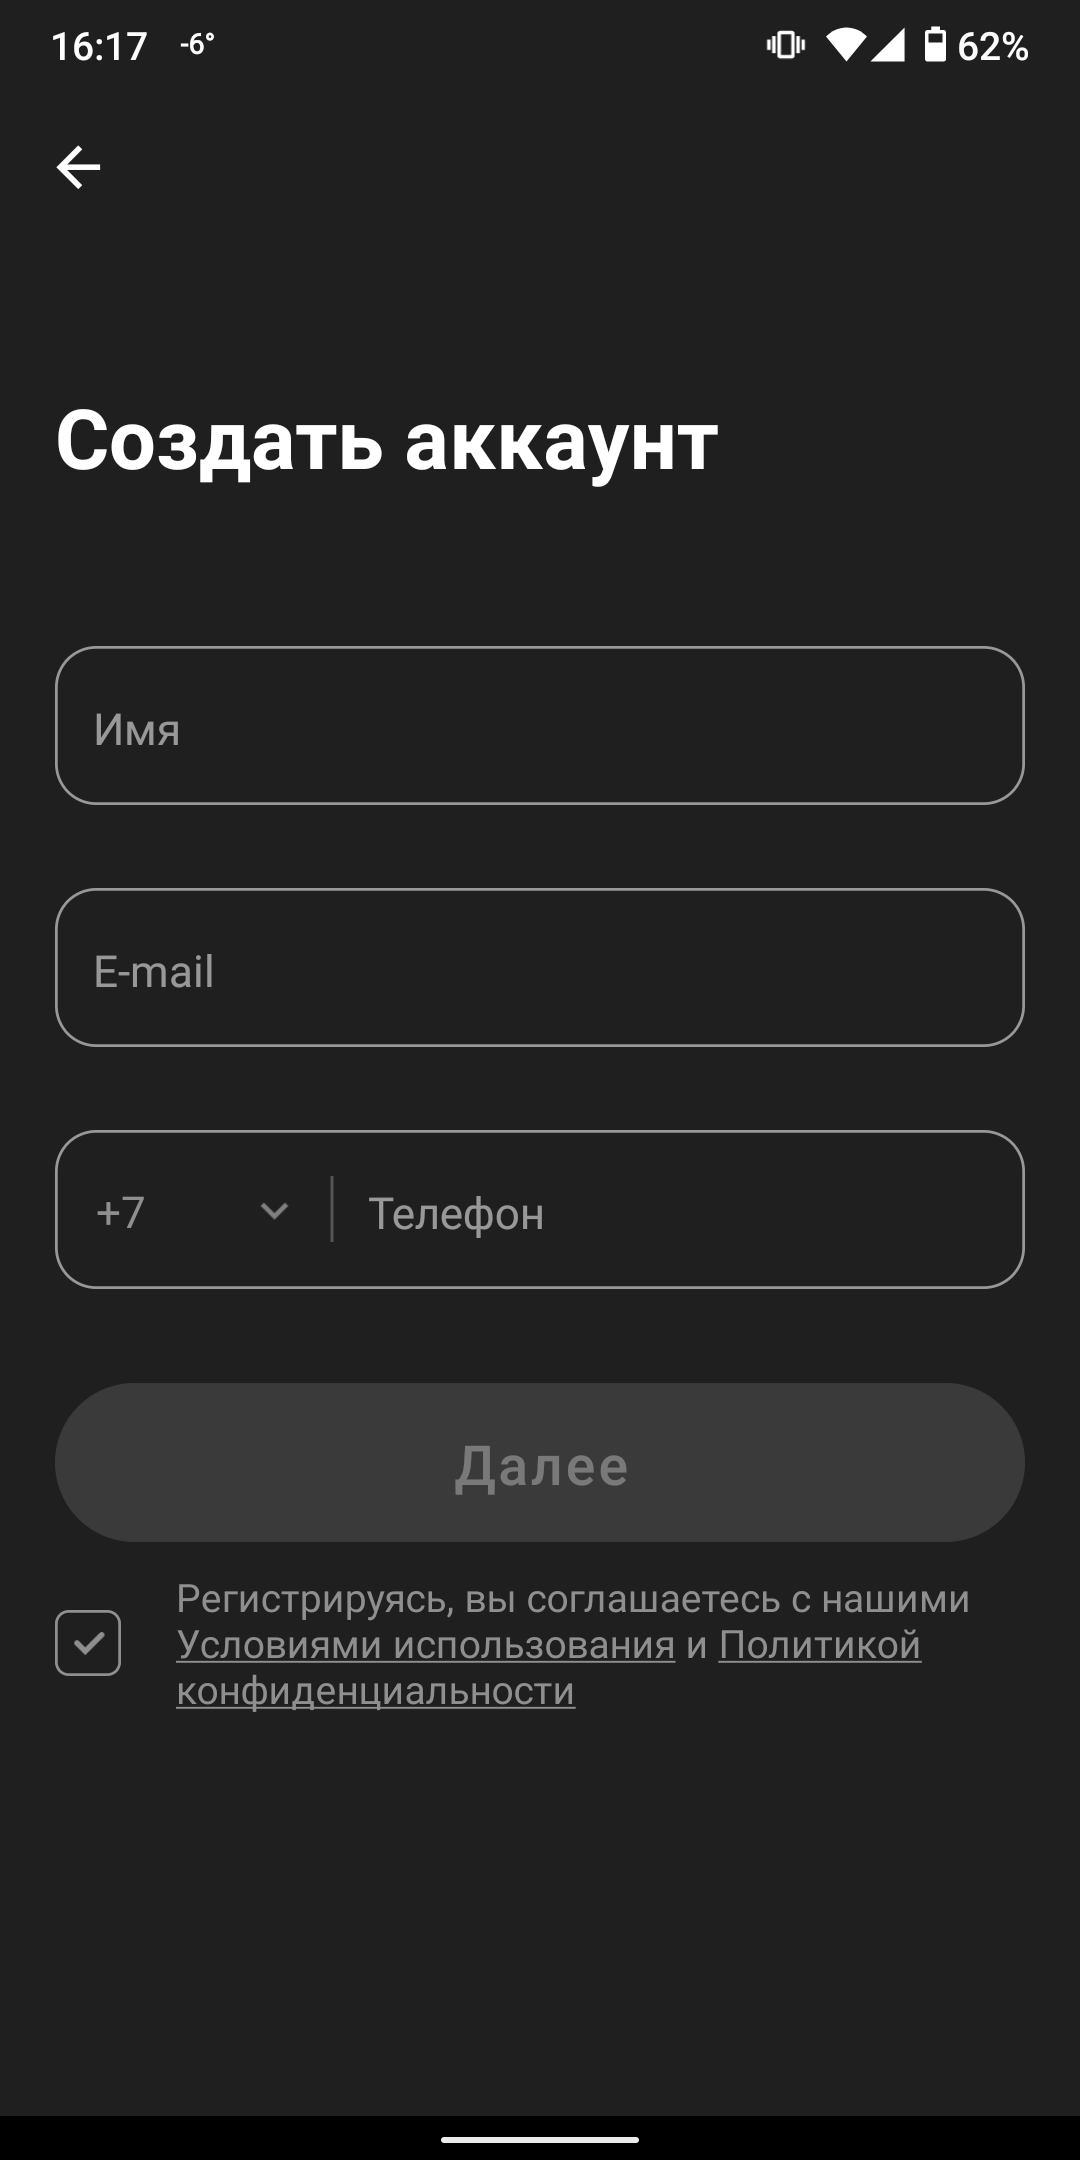 16:17 -6° 62%
Создать аккаунт
Имя
E-mail
+7 Телефон
Далее
Регистрируясь, вы соглашаетесь с нашими
Условиями использования и Политикой
конфиденциальности